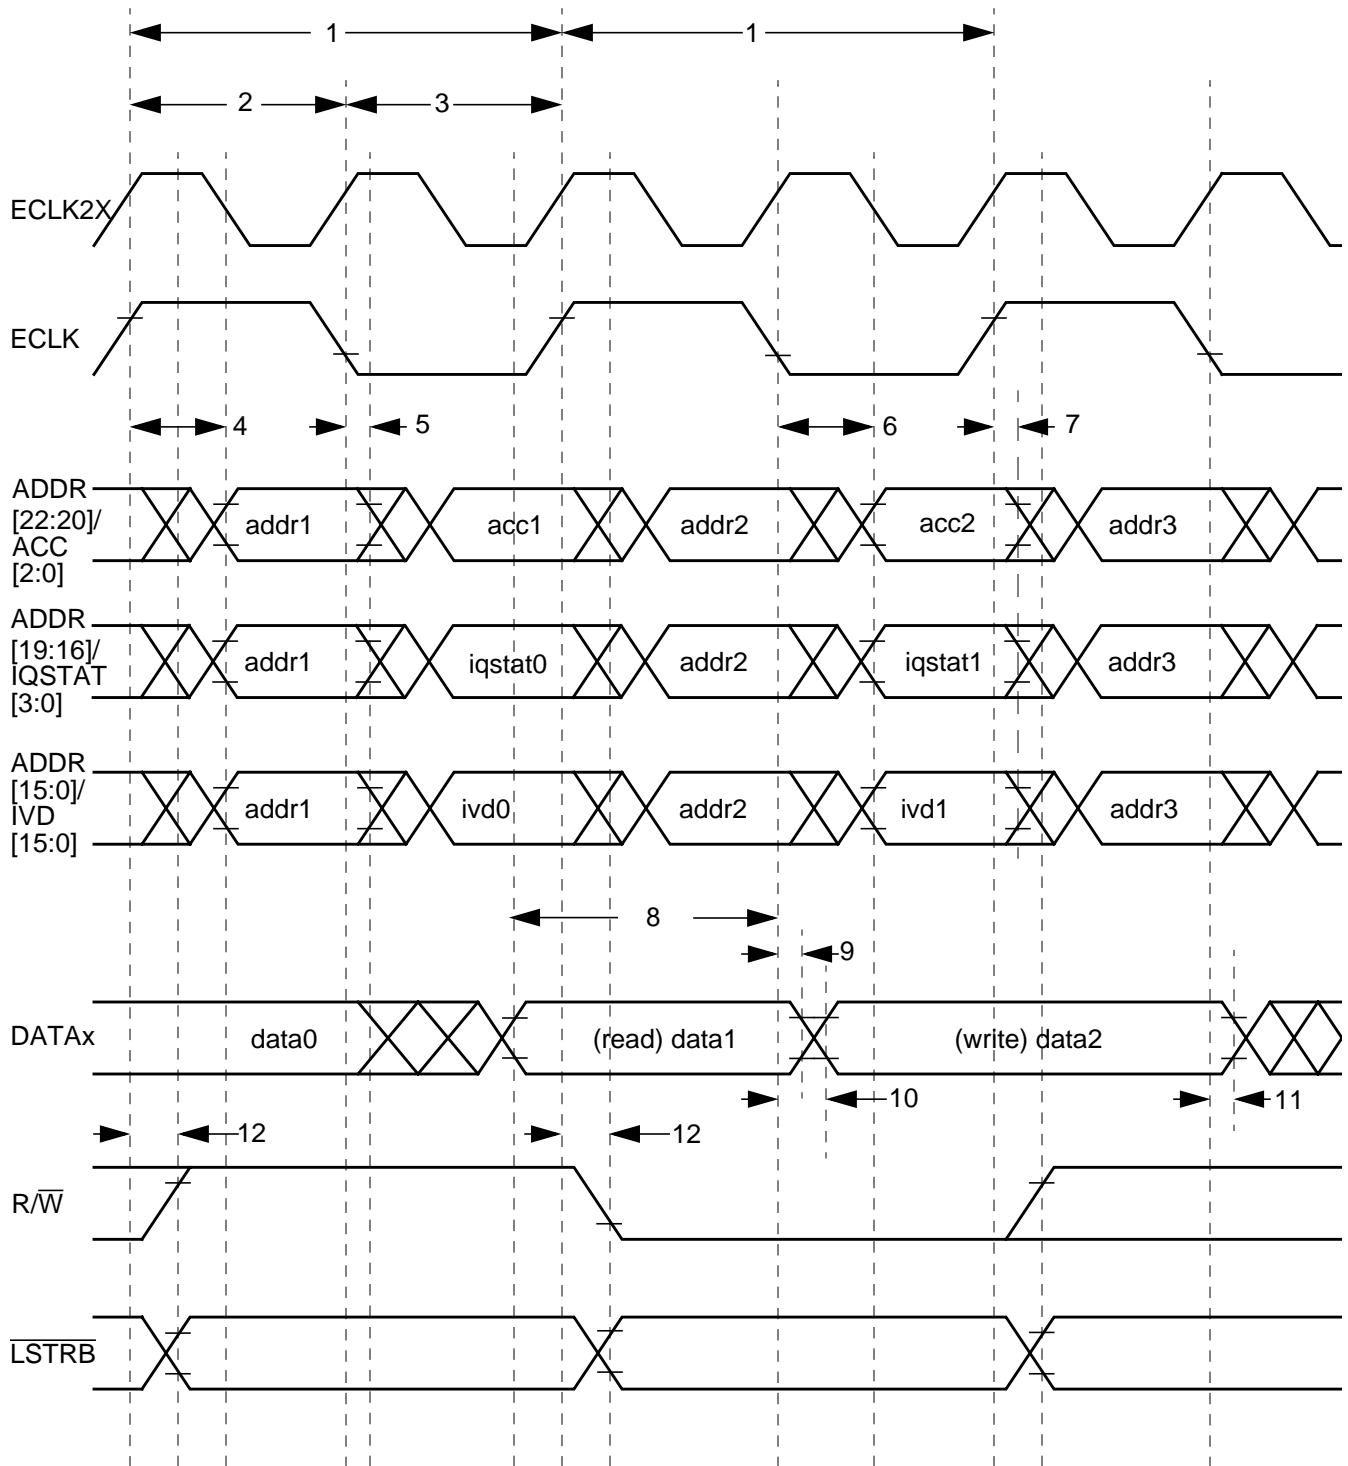 1 1
2 3
ECLK2X
ECLK
4 5 6 7
ADDR
[22:20]/
ACC
[2:0]
addr1 acc1 addr2 acc2 addr3
ADDR
[19:16]/
IQSTAT
[3:0]
addr1 iqstat0 addr2 iqstat1 addr3
ADDR
[15:0]/
IVD
[15:0]
addr1 ivd0 addr2 ivd1 addr3
8
9
DATAx data0 (read) data1 (write) data2
10 11
12 12
R/W̅
L̅S̅T̅R̅B̅